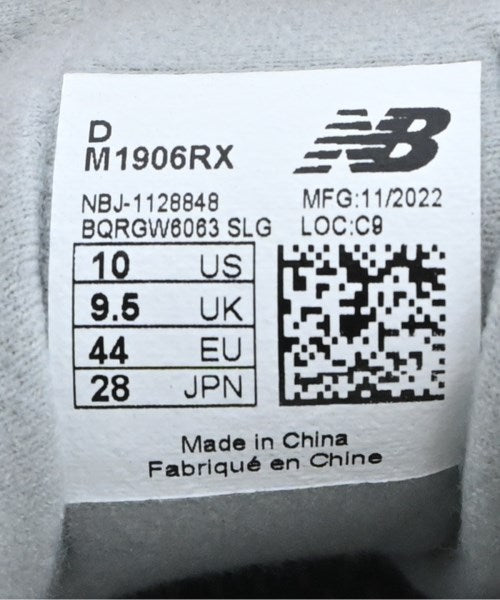 D
M1906RX
NB
NBJ-1128848
MFG:11/2022
BQRGW6063 SLG
LOC:C9
10 US
9.5 UK
44 EU
28 JPN
Made in China
Fabriqué en Chine